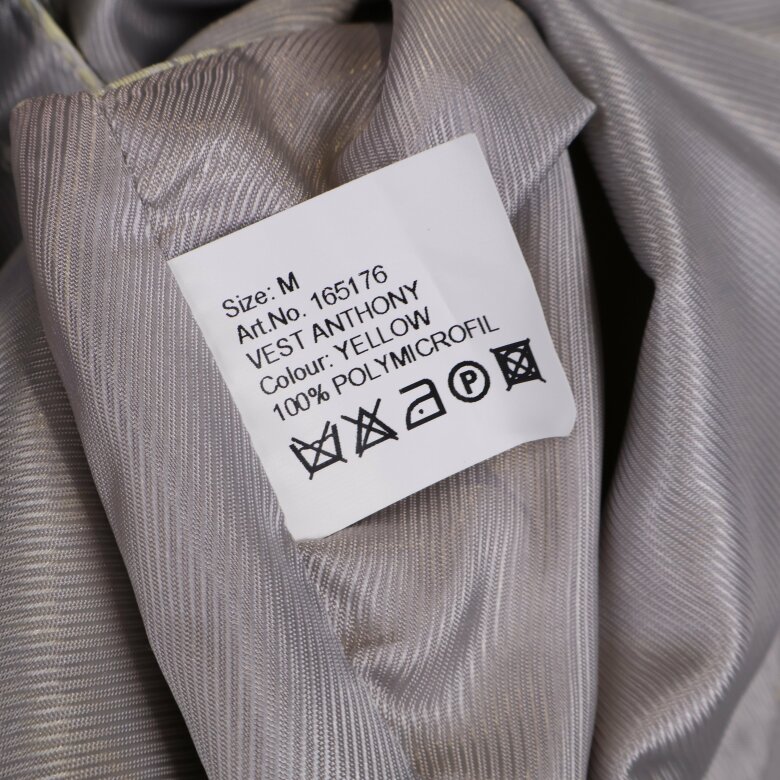 Size: M
Art.No. 165176
VEST ANTHONY
Colour: YELLOW
100% POLYMICROFIL
P